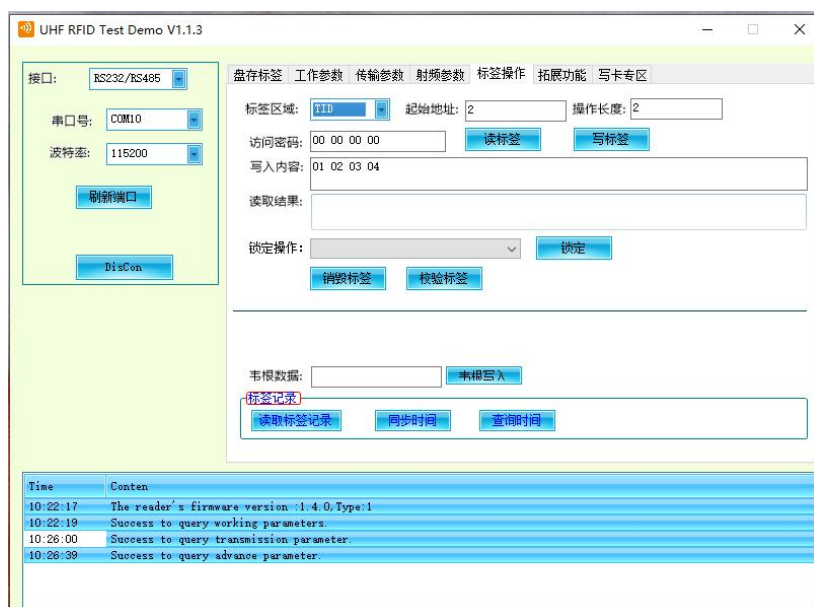 UHF RFID Test Demo V1.1.3
接口: RS232/RS485
串口号: COM10
波特率: 115200
刷新端口
DisCon
盘存标签 工作参数 传输参数 射频参数 标签操作 拓展功能 写卡专区
标签区域: TID 起始地址: 2 操作长度: 2
访问密码: 00 00 00 00 读标签 写标签
写入内容: 01 02 03 04
读取结果:
锁定操作: 锁定
销毁标签 校验标签
韦根数据: 韦根写入
标签记录
读取标签记录 同步时间 查询时间
Time Conten
10:22:17 The reader's firmware version :1.4.0,Type:1
10:22:19 Success to query working parameters.
10:26:00 Success to query transmission parameter.
10:26:39 Success to query advance parameter.